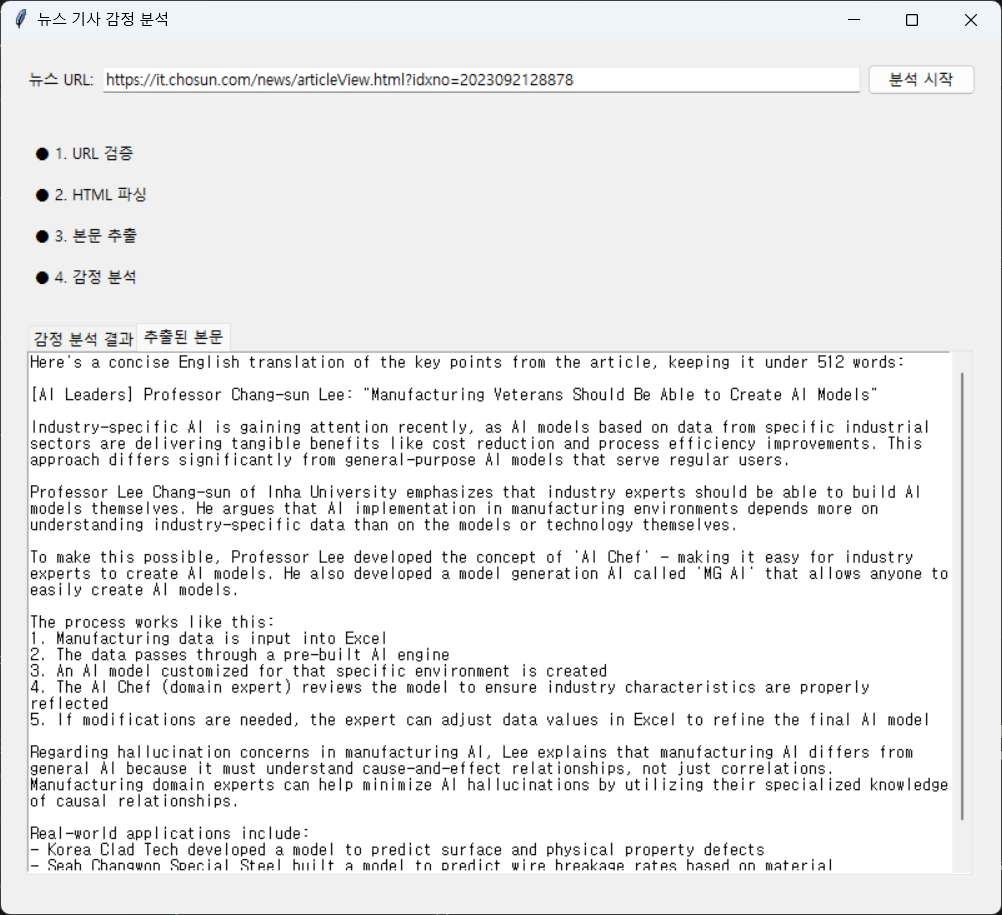 뉴스 기사 감정 분석
뉴스 URL: https://it.chosun.com/news/articleView.html?idxno=2023092128878 분석 시작
● 1. URL 검증
● 2. HTML 파싱
● 3. 본문 추출
● 4. 감정 분석
감정 분석 결과 추출된 본문
Here's a concise English translation of the key points from the article, keeping it under 512 words:
[AI Leaders] Professor Chang-sun Lee: "Manufacturing Veterans Should Be Able to Create AI Models"
Industry-specific AI is gaining attention recently, as AI models based on data from specific industrial
sectors are delivering tangible benefits like cost reduction and process efficiency improvements. This
approach differs significantly from general-purpose AI models that serve regular users.
Professor Lee Chang-sun of Inha University emphasizes that industry experts should be able to build AI
models themselves. He argues that AI implementation in manufacturing environments depends more on
understanding industry-specific data than on the models or technology themselves.
To make this possible, Professor Lee developed the concept of 'AI Chef' - making it easy for industry
experts to create AI models. He also developed a model generation AI called 'MG AI' that allows anyone to
easily create AI models.
The process works like this:
1. Manufacturing data is input into Excel
2. The data passes through a pre-built AI engine
3. An AI model customized for that specific environment is created
4. The AI Chef (domain expert) reviews the model to ensure industry characteristics are properly
reflected
5. If modifications are needed, the expert can adjust data values in Excel to refine the final AI model
Regarding hallucination concerns in manufacturing AI, Lee explains that manufacturing AI differs from
general AI because it must understand cause-and-effect relationships, not just correlations.
Manufacturing domain experts can help minimize AI hallucinations by utilizing their specialized knowledge
of causal relationships.
Real-world applications include:
- Korea Clad Tech developed a model to predict surface and physical property defects
- Seah Changwon Special Steel built a model to predict wire breakage rates based on material